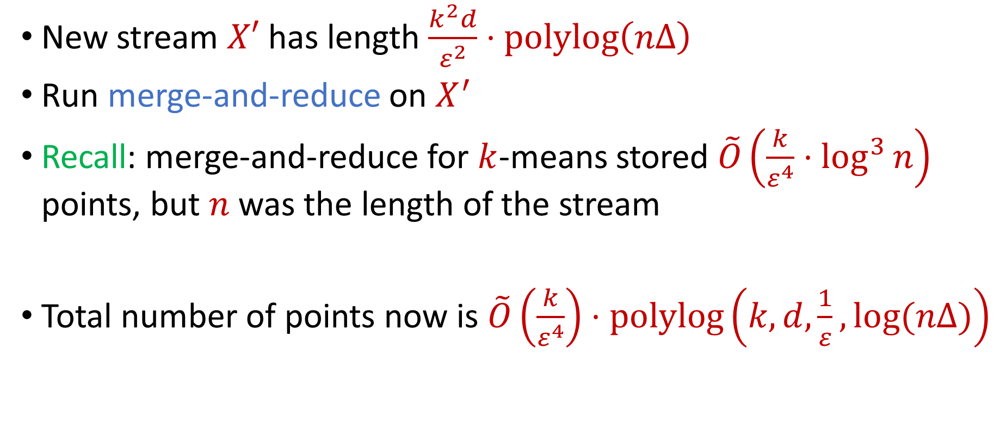 • New stream $X'$ has length $\frac{k^2 d}{\varepsilon^2} \cdot \text{polylog}(n\Delta)$
• Run merge-and-reduce on $X'$
• Recall: merge-and-reduce for $k$-means stored $\tilde{O}\left(\frac{k}{\varepsilon^4} \cdot \log^3 n\right)$
points, but $n$ was the length of the stream
• Total number of points now is $\tilde{O}\left(\frac{k}{\varepsilon^4}\right) \cdot \text{polylog}\left(k, d, \frac{1}{\varepsilon}, \log(n\Delta)\right)$